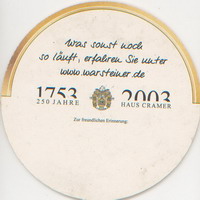 Was sonst noch
so läuft, erfahren Sie unter
www.warsteiner.de
1753 2003
250 JAHRE HAUS CRAMER
Zur freundlichen Erinnerung: